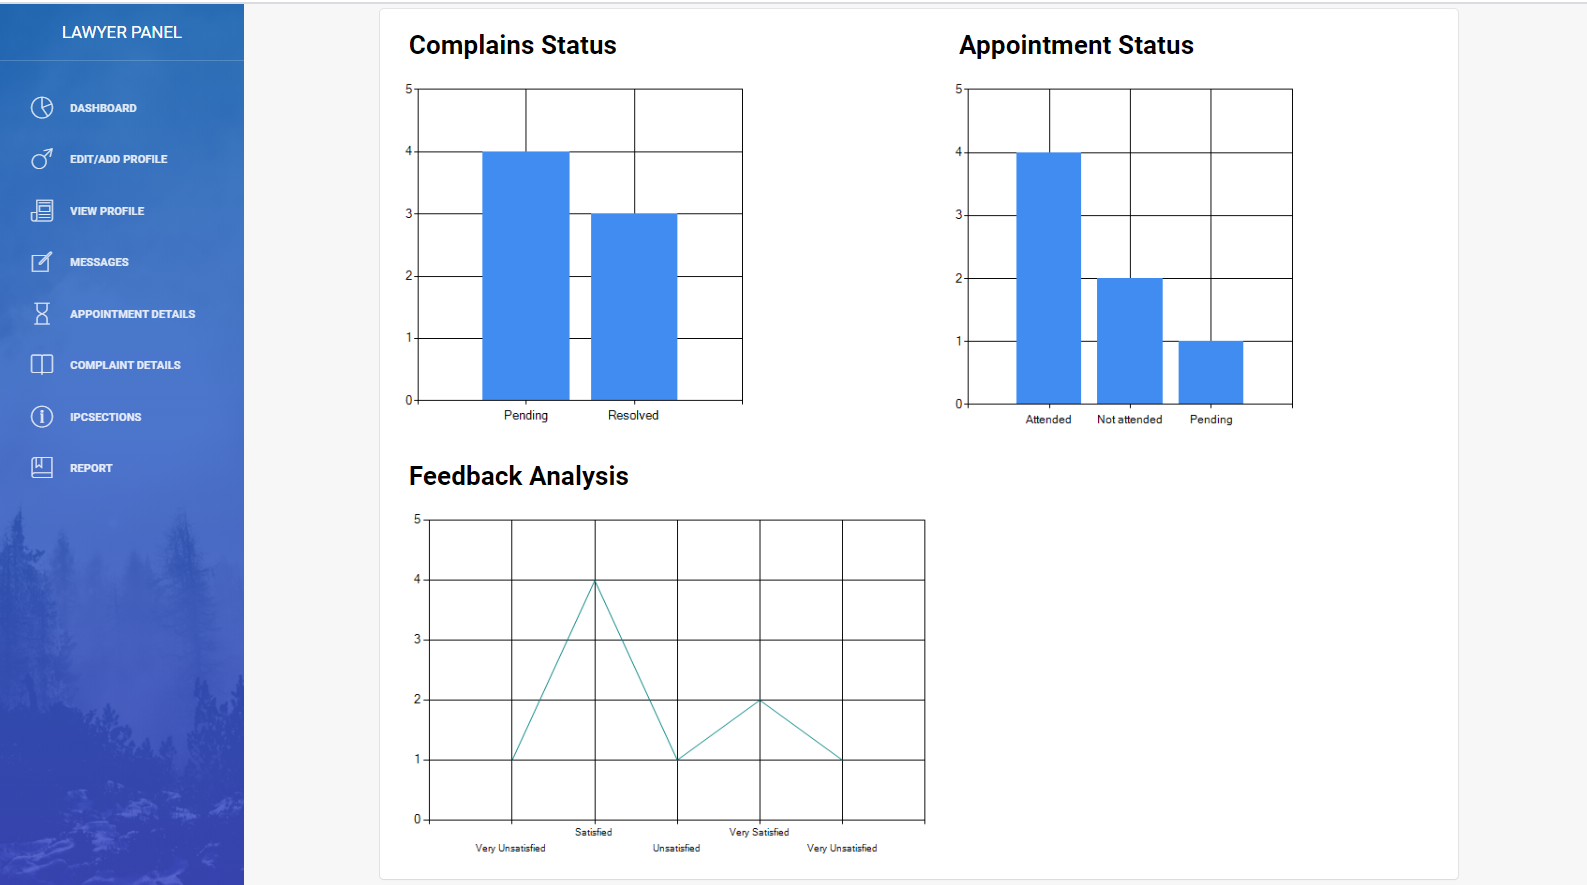 LAWYER PANEL
DASHBOARD
EDIT/ADD PROFILE
VIEW PROFILE
MESSAGES
APPOINTMENT DETAILS
COMPLAINT DETAILS
IPCSECTIONS
REPORT
Complains Status
5
4
3
2
1
0
Pending Resolved
Appointment Status
5
4
3
2
1
0
Attended Not attended Pending
Feedback Analysis
5
4
3
2
1
0
Satisfied Very Satisfied
Very Unsatisfied Unsatisfied Very Unsatisfied